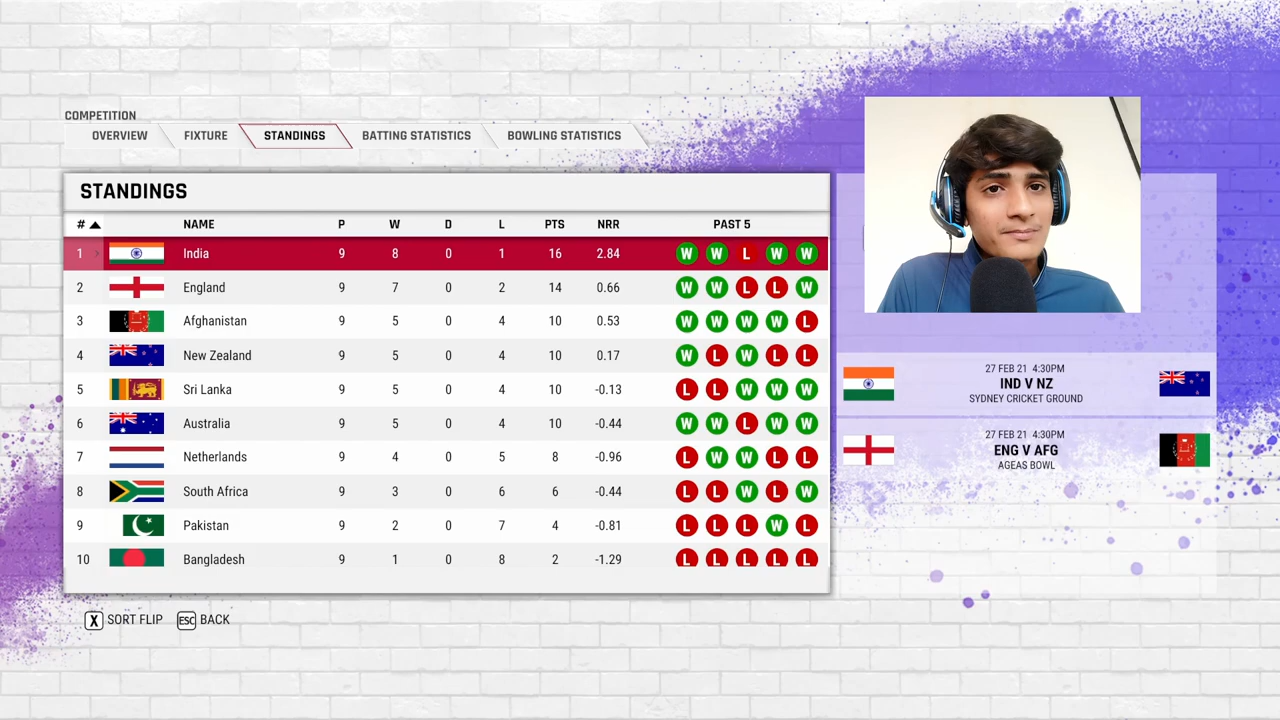 COMPETITION
OVERVIEW FIXTURE STANDINGS BATTING STATISTICS BOWLING STATISTICS
STANDINGS
# NAME P W D L PTS NRR PAST 5
1 India 9 8 0 1 16 2.84 W W L W W
2 England 9 7 0 2 14 0.66 W W L L W
3 Afghanistan 9 5 0 4 10 0.53 W W W W L
4 New Zealand 9 5 0 4 10 0.17 W L W L L
5 Sri Lanka 9 5 0 4 10 -0.13 L L W W W
6 Australia 9 5 0 4 10 -0.44 W W L W W
7 Netherlands 9 4 0 5 8 -0.96 L W W L L
8 South Africa 9 3 0 6 6 -0.44 L L W L W
9 Pakistan 9 2 0 7 4 -0.81 L L L W L
10 Bangladesh 9 1 0 8 2 -1.29 L L L L L
27 FEB 21 4:30PM
IND V NZ
SYDNEY CRICKET GROUND
27 FEB 21 4:30PM
ENG V AFG
AGEAS BOWL
X SORT FLIP ESC BACK